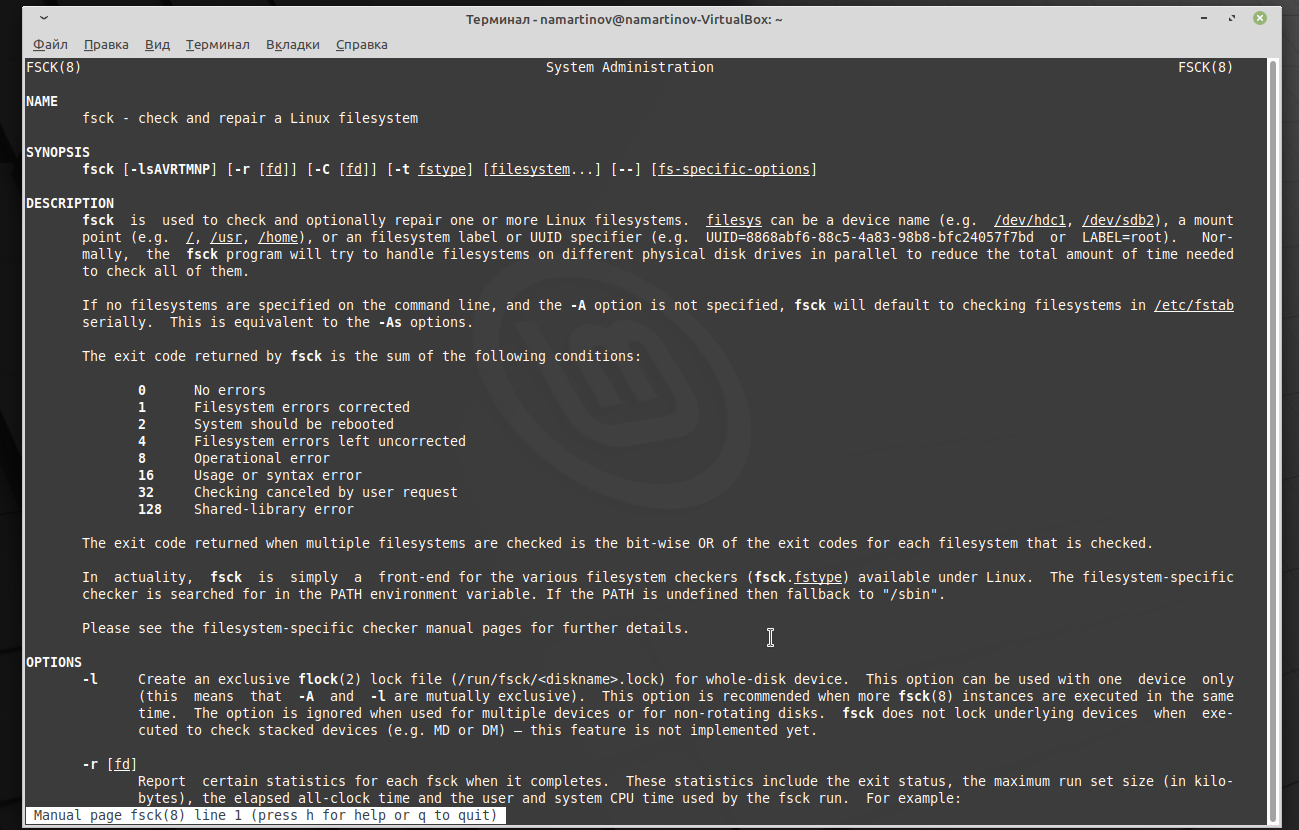 Терминал - namartinov@namartinov-VirtualBox: ~
Файл Правка Вид Терминал Вкладки Справка
FSCK(8) System Administration FSCK(8)
NAME
fsck - check and repair a Linux filesystem
SYNOPSIS
fsck [-lsAVRTMNP] [-r [fd]] [-C [fd]] [-t fstype] [filesystem...] [--] [fs-specific-options]
DESCRIPTION
fsck is used to check and optionally repair one or more Linux filesystems. filesys can be a device name (e.g. /dev/hdc1, /dev/sdb2), a mount
point (e.g. /, /usr, /home), or an filesystem label or UUID specifier (e.g. UUID=8868abf6-88c5-4a83-98b8-bfc24057f7bd or LABEL=root). Nor-
mally, the fsck program will try to handle filesystems on different physical disk drives in parallel to reduce the total amount of time needed
to check all of them.
If no filesystems are specified on the command line, and the -A option is not specified, fsck will default to checking filesystems in /etc/fstab
serially. This is equivalent to the -As options.
The exit code returned by fsck is the sum of the following conditions:
0 No errors
1 Filesystem errors corrected
2 System should be rebooted
4 Filesystem errors left uncorrected
8 Operational error
16 Usage or syntax error
32 Checking canceled by user request
128 Shared-library error
The exit code returned when multiple filesystems are checked is the bit-wise OR of the exit codes for each filesystem that is checked.
In actuality, fsck is simply a front-end for the various filesystem checkers (fsck.fstype) available under Linux. The filesystem-specific
checker is searched for in the PATH environment variable. If the PATH is undefined then fallback to "/sbin".
Please see the filesystem-specific checker manual pages for further details.
OPTIONS
-l Create an exclusive flock(2) lock file (/run/fsck/<diskname>.lock) for whole-disk device. This option can be used with one device only
(this means that -A and -l are mutually exclusive). This option is recommended when more fsck(8) instances are executed in the same
time. The option is ignored when used for multiple devices or for non-rotating disks. fsck does not lock underlying devices when exe-
cuted to check stacked devices (e.g. MD or DM) – this feature is not implemented yet.
-r [fd]
Report certain statistics for each fsck when it completes. These statistics include the exit status, the maximum run set size (in kilo-
bytes), the elapsed all-clock time and the user and system CPU time used by the fsck run. For example:
Manual page fsck(8) line 1 (press h for help or q to quit)